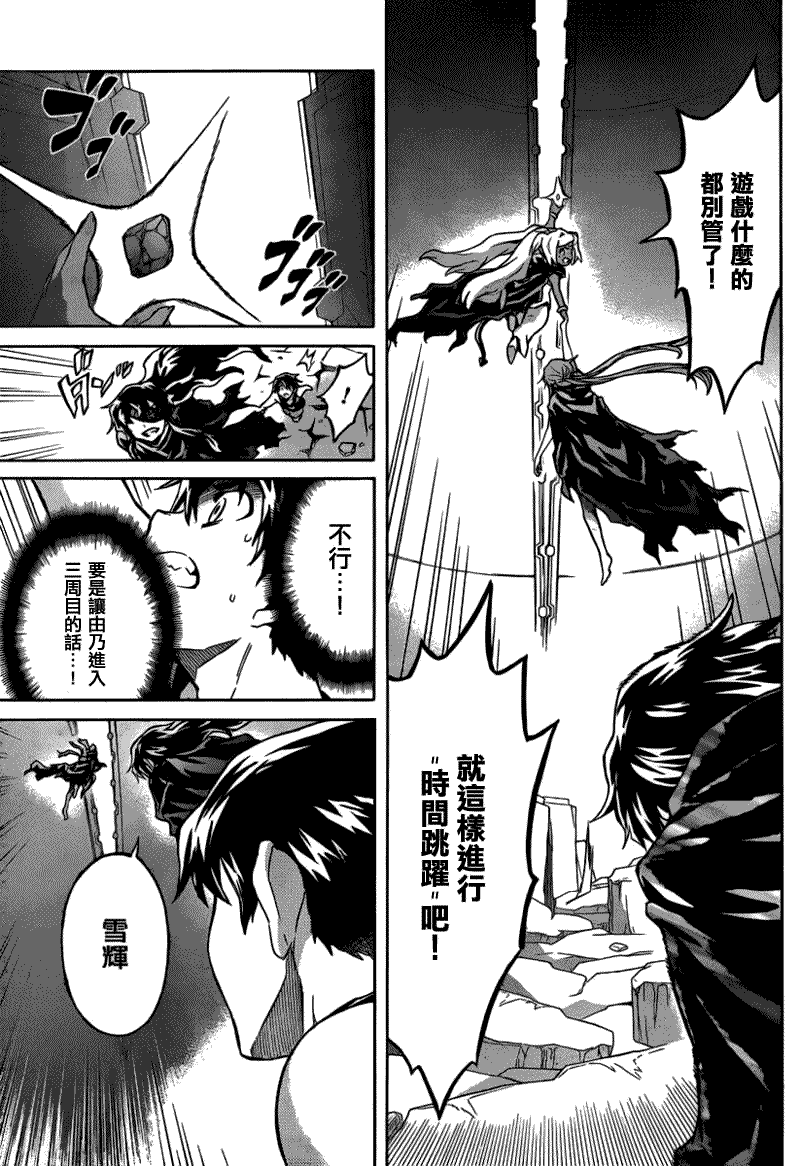 遊戲什麼的
都別管了！
就這樣進行
"時間跳躍"吧！
ゴゴ
ゴゴゴ
ダンッ
！
不行…！
要是讓由乃進入
三周目的話…！
雪輝